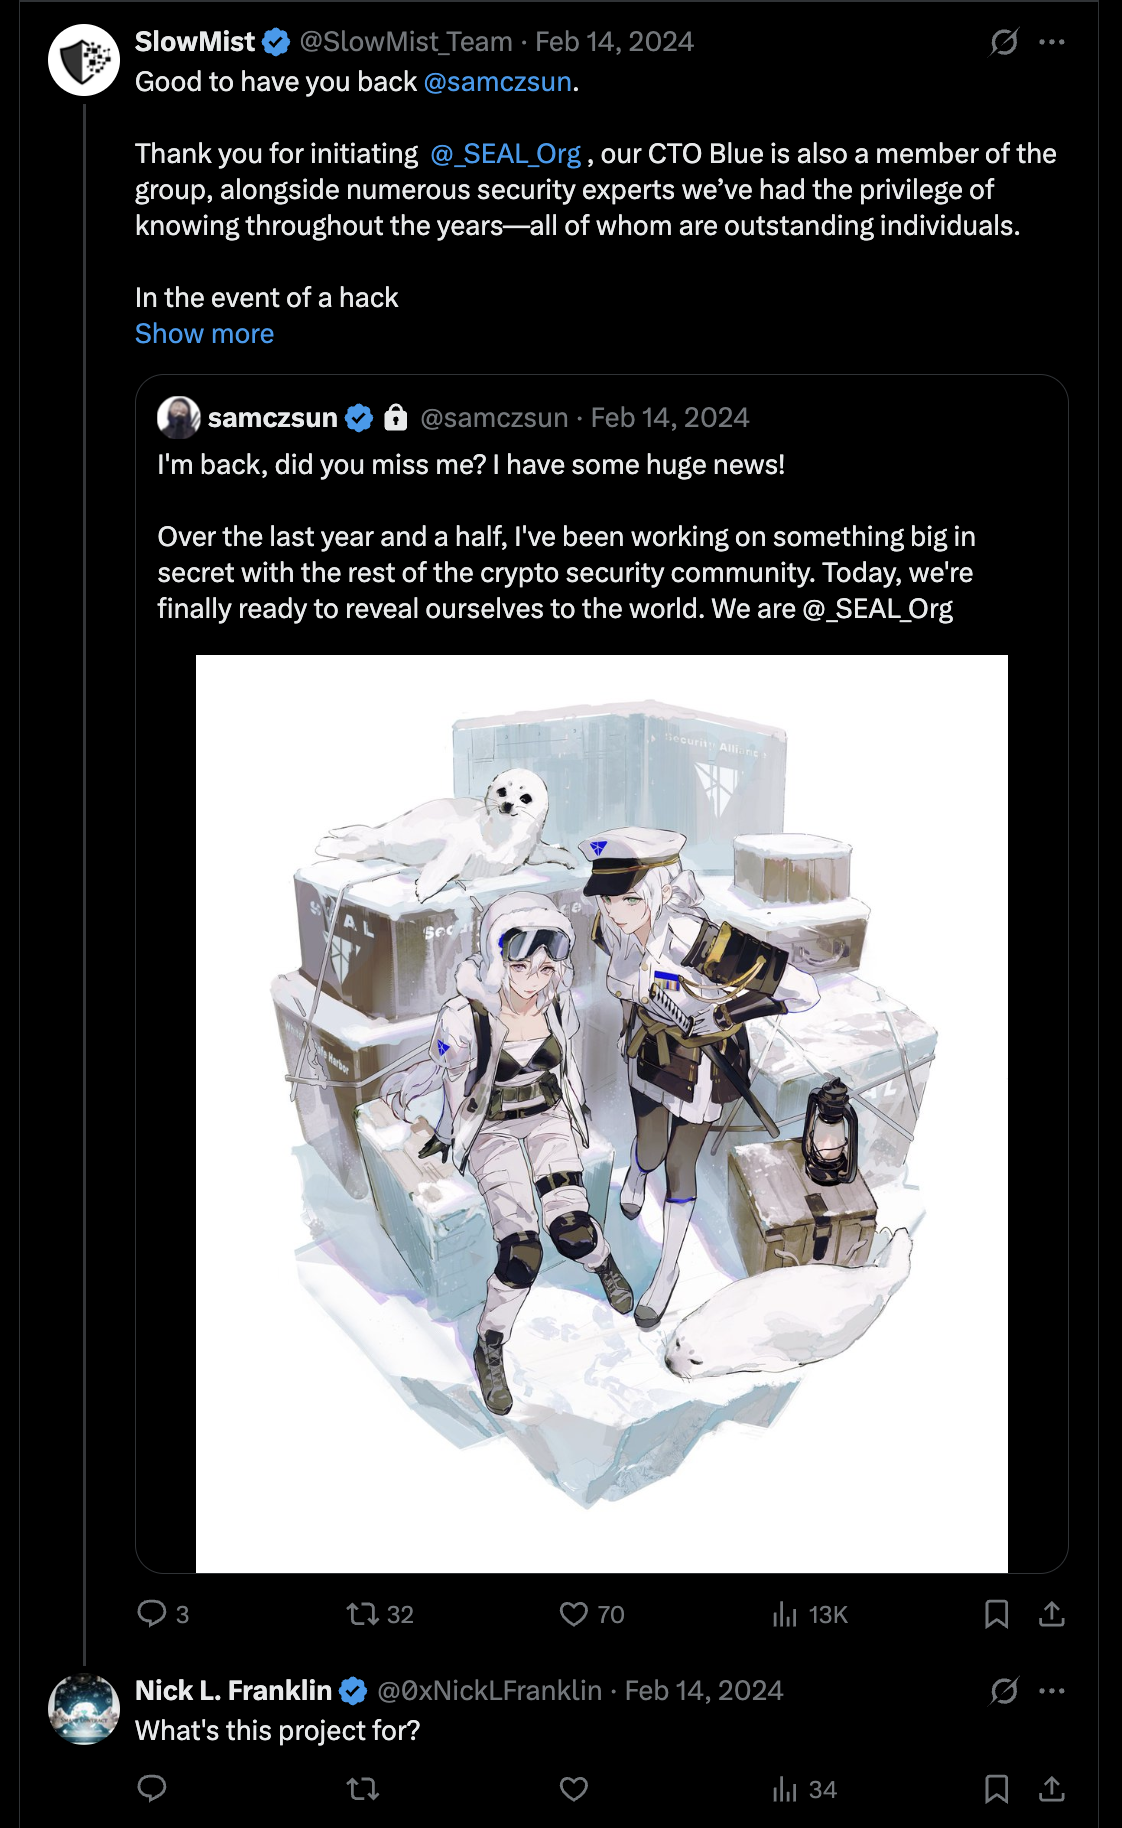 SlowMist @SlowMist_Team · Feb 14, 2024
Good to have you back @samczsun.
Thank you for initiating @_SEAL_Org , our CTO Blue is also a member of the
group, alongside numerous security experts we’ve had the privilege of
knowing throughout the years—all of whom are outstanding individuals.
In the event of a hack
Show more
samczsun @samczsun · Feb 14, 2024
I'm back, did you miss me? I have some huge news!
Over the last year and a half, I've been working on something big in
secret with the rest of the crypto security community. Today, we're
finally ready to reveal ourselves to the world. We are @_SEAL_Org
Security Alliance
3 32 70 13K
Nick L. Franklin @0xNickLFranklin · Feb 14, 2024
What's this project for?
34